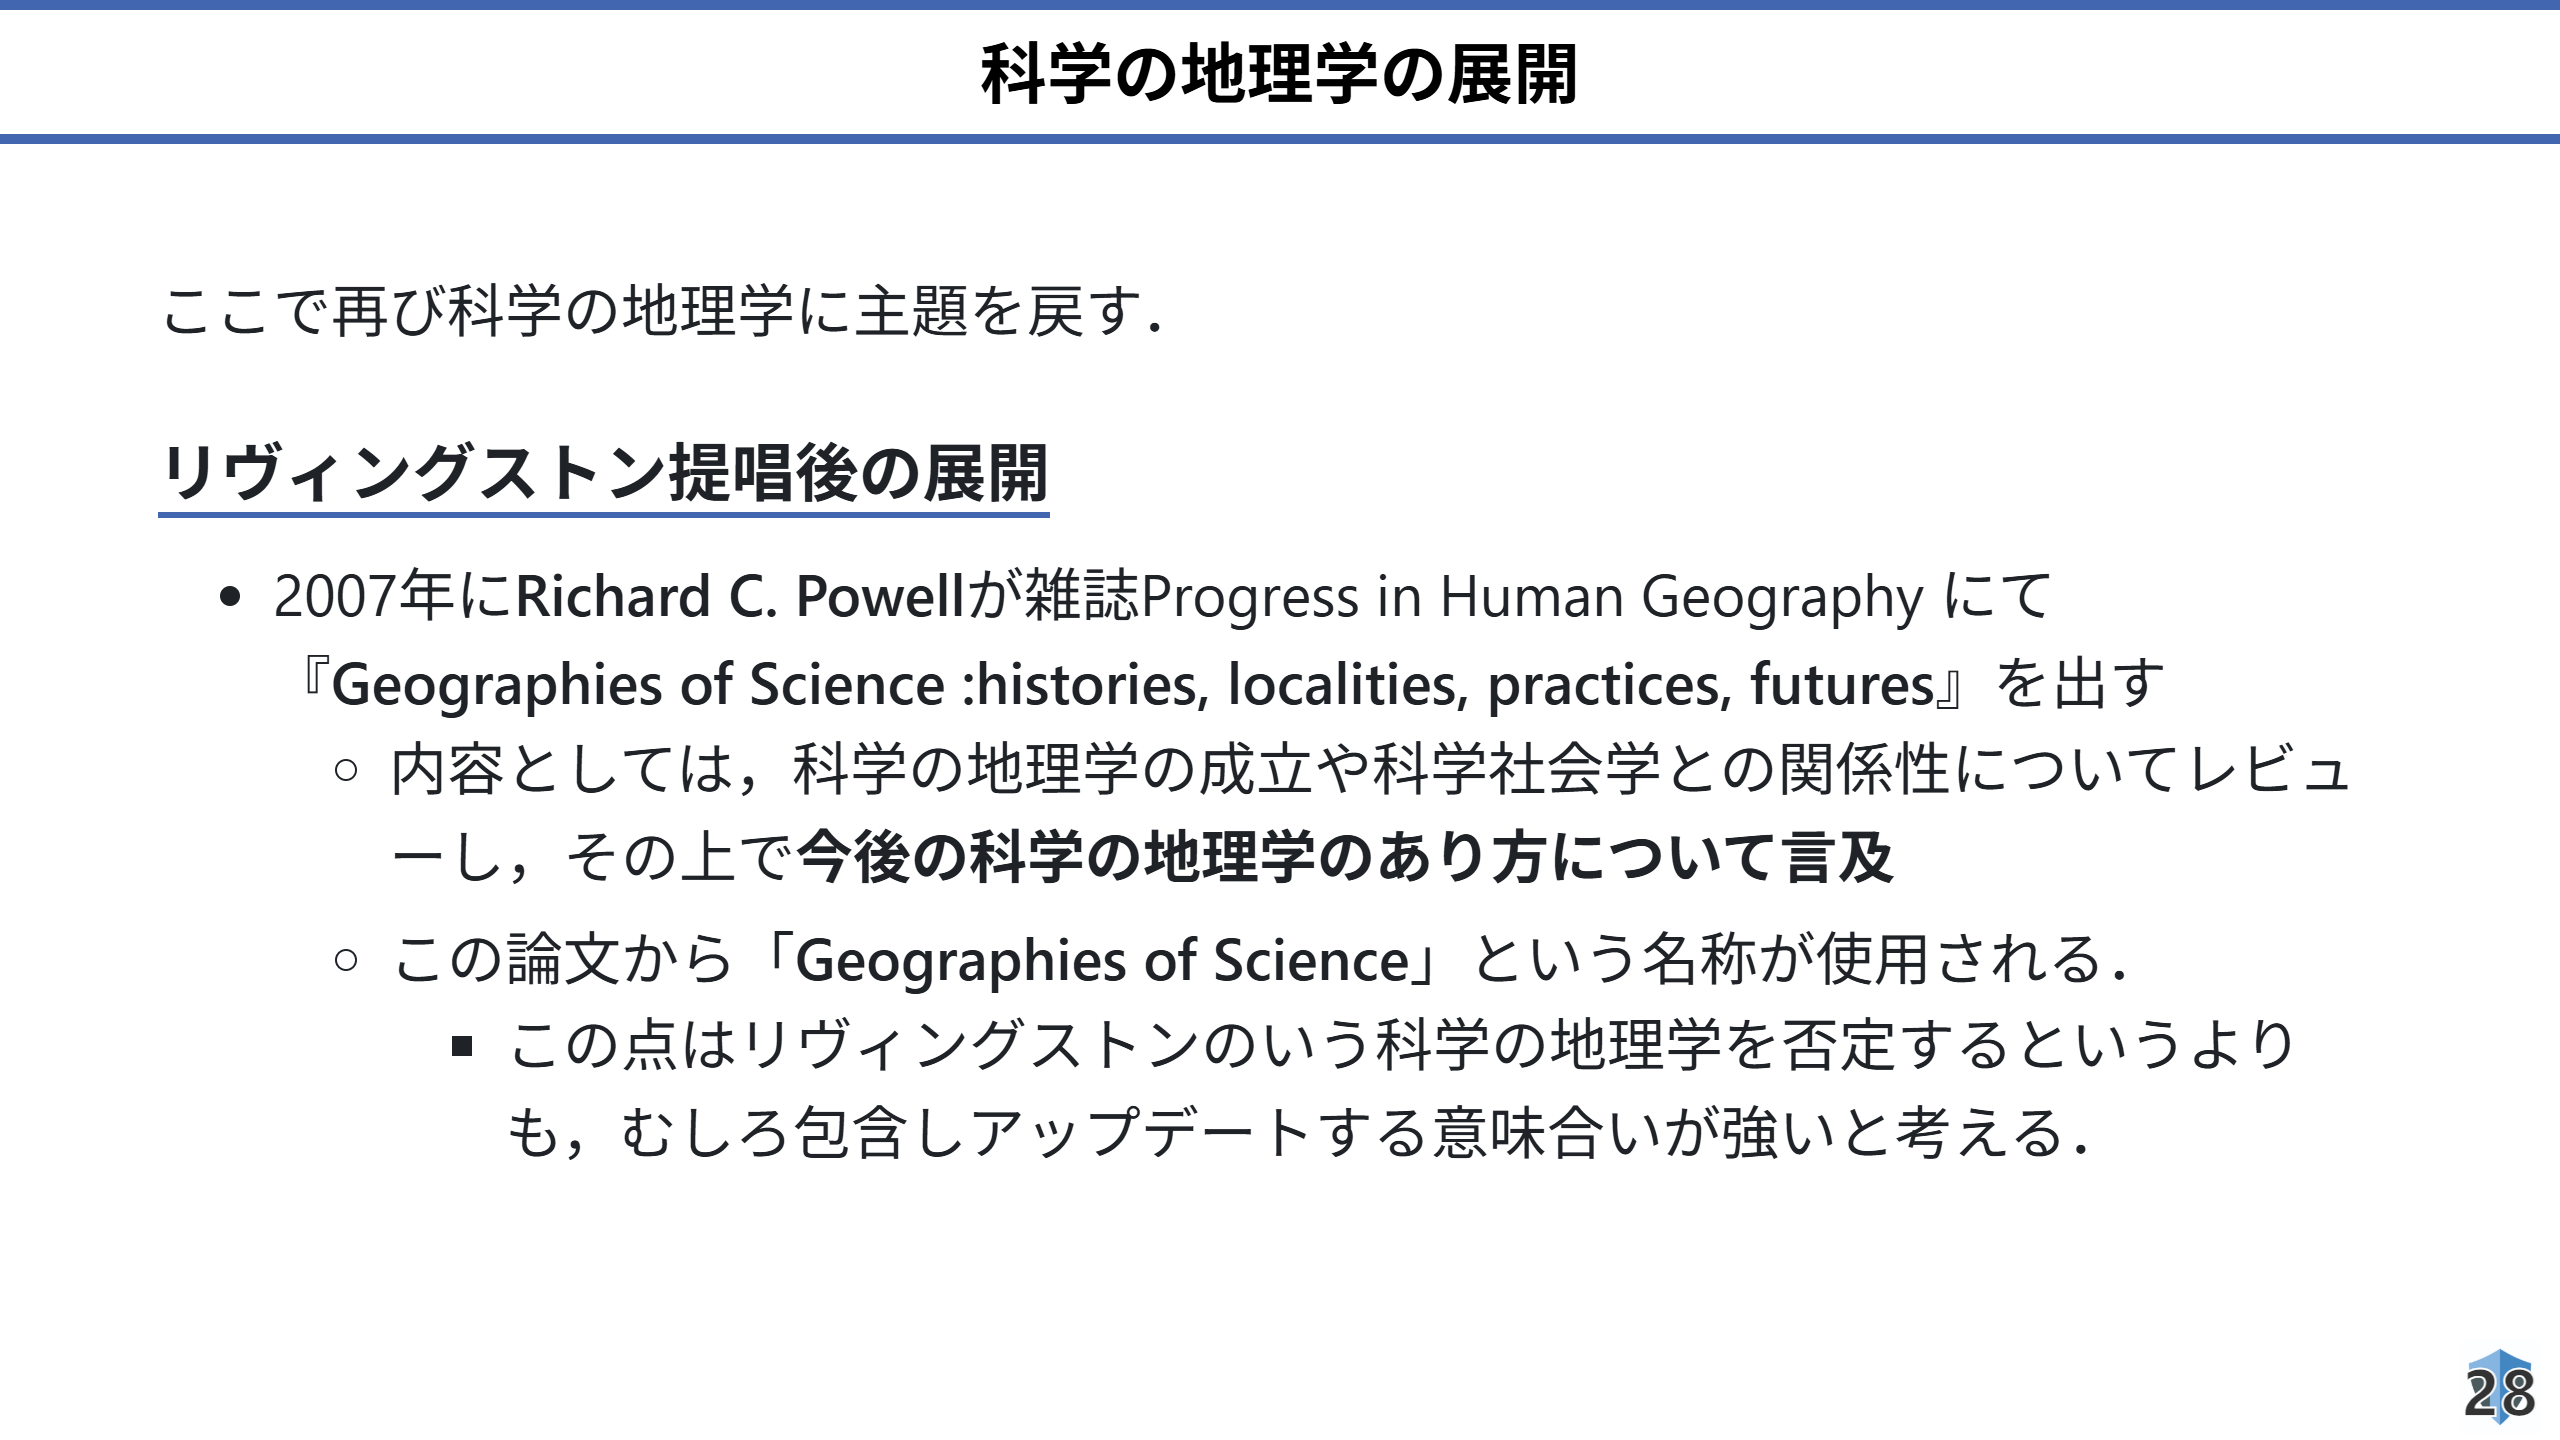 科学の地理学の展開
ここで再び科学の地理学に主題を戻す．
リヴィングストン提唱後の展開
• 2007年にRichard C. Powellが雑誌Progress in Human Geography にて
『Geographies of Science :histories, localities, practices, futures』を出す
○ 内容としては，科学の地理学の成立や科学社会学との関係性についてレビュ
ーし，その上で今後の科学の地理学のあり方について言及
○ この論文から「Geographies of Science」という名称が使用される．
■ この点はリヴィングストンのいう科学の地理学を否定するというより
も，むしろ包含しアップデートする意味合いが強いと考える．
28